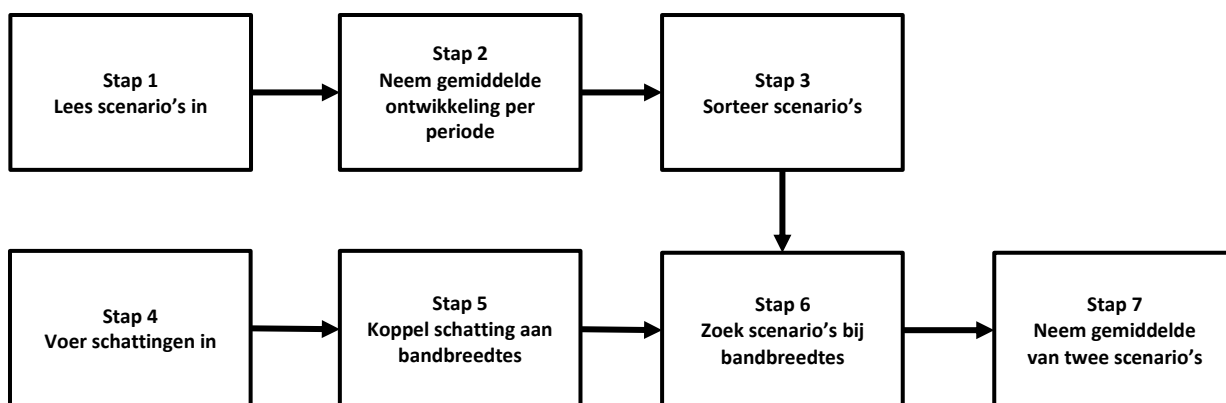 Stap 1
Lees scenario’s in
Stap 2
Neem gemiddelde
ontwikkeling per
periode
Stap 3
Sorteer scenario’s
Stap 4
Voer schattingen in
Stap 5
Koppel schatting aan
bandbreedtes
Stap 6
Zoek scenario’s bij
bandbreedtes
Stap 7
Neem gemiddelde
van twee scenario’s